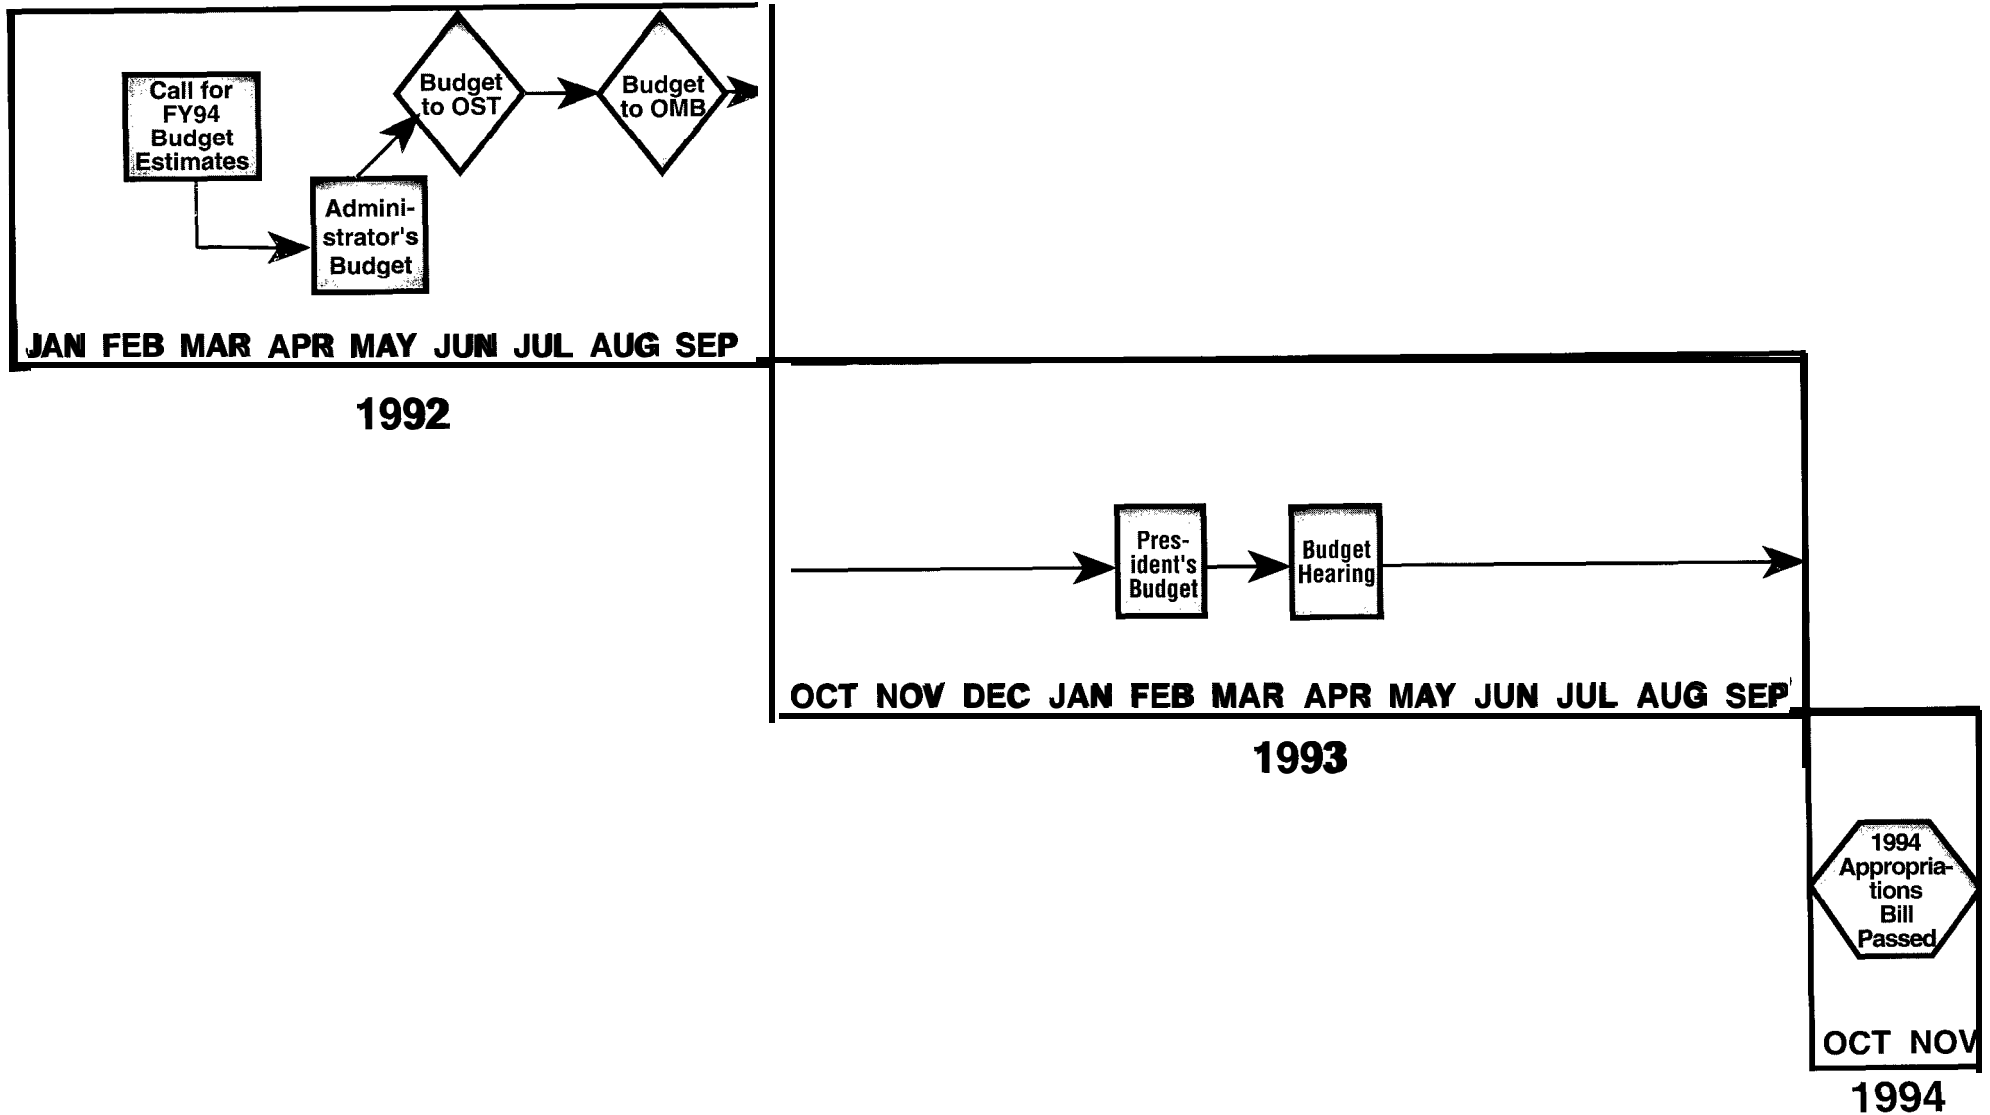 Call for
FY94
Budget
Estimates
Admini-
strator's
Budget
Budget
to OST
Budget
to OMB
JAN FEB MAR APR MAY JUN JUL AUG SEP
1992
Pres-
ident's
Budget
Budget
Hearing
OCT NOV DEC JAN FEB MAR APR MAY JUN JUL AUG SEP
1993
1994
Appropria-
tions
Bill
Passed
OCT NOV
1994